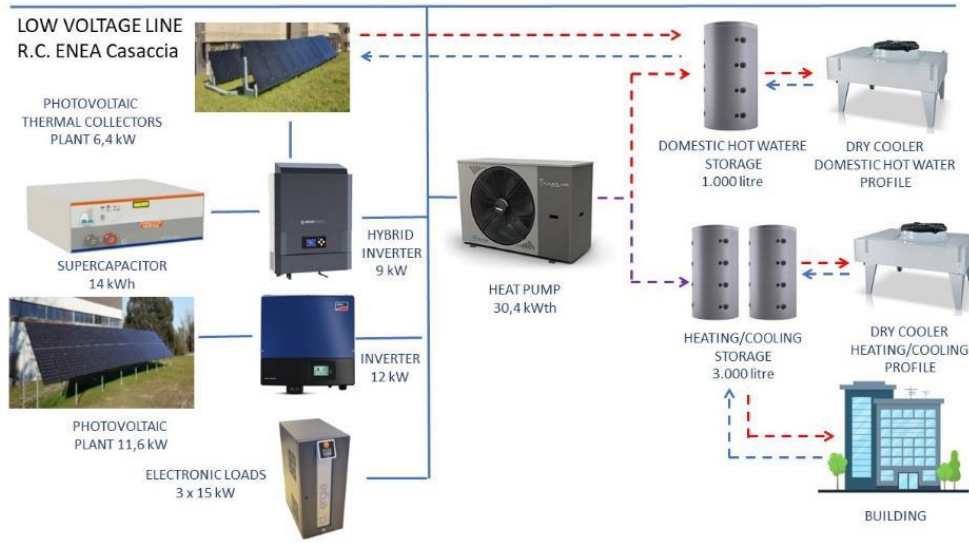 LOW VOLTAGE LINE
R.C. ENEA Casaccia
PHOTOVOLTAIC
THERMAL COLLECTORS
PLANT 6,4 kW
DOMESTIC HOT WATERE
STORAGE
1.000 litre
DRY COOLER
DOMESTIC HOT WATER
PROFILE
SUPERCAPACITOR
14 kWh
HYBRID
INVERTER
9 kW
HEAT PUMP
30,4 kWth
HEATING/COOLING
STORAGE
3.000 litre
DRY COOLER
HEATING/COOLING
PROFILE
INVERTER
12 kW
PHOTOVOLTAIC
PLANT 11,6 kW
ELECTRONIC LOADS
3 x 15 kW
BUILDING